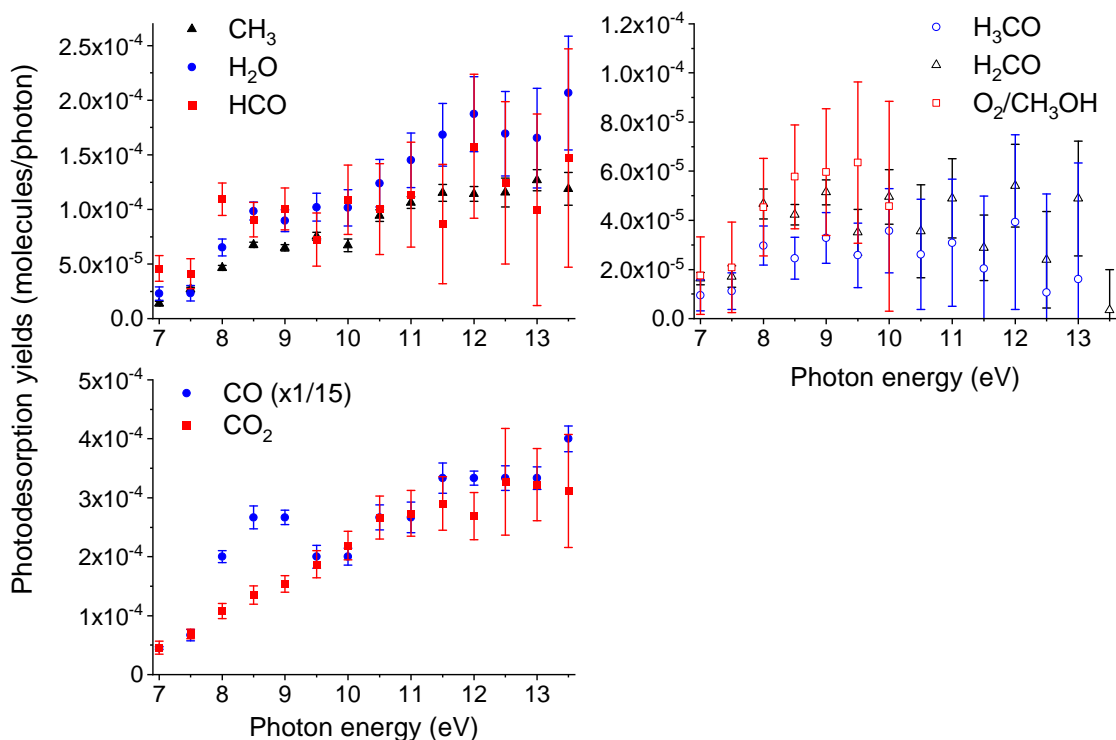 Photodesorption yields (molecules/photon)
CH₃
H₂O
HCO
2.5x10⁻⁴
2.0x10⁻⁴
1.5x10⁻⁴
1.0x10⁻⁴
5.0x10⁻⁵
0.0
7 8 9 10 11 12 13
H₃CO
H₂CO
O₂/CH₃OH
1.2x10⁻⁴
1.0x10⁻⁴
8.0x10⁻⁵
6.0x10⁻⁵
4.0x10⁻⁵
2.0x10⁻⁵
0.0
7 8 9 10 11 12 13
Photon energy (eV)
CO (x1/15)
CO₂
5x10⁻⁴
4x10⁻⁴
3x10⁻⁴
2x10⁻⁴
1x10⁻⁴
0
7 8 9 10 11 12 13
Photon energy (eV)